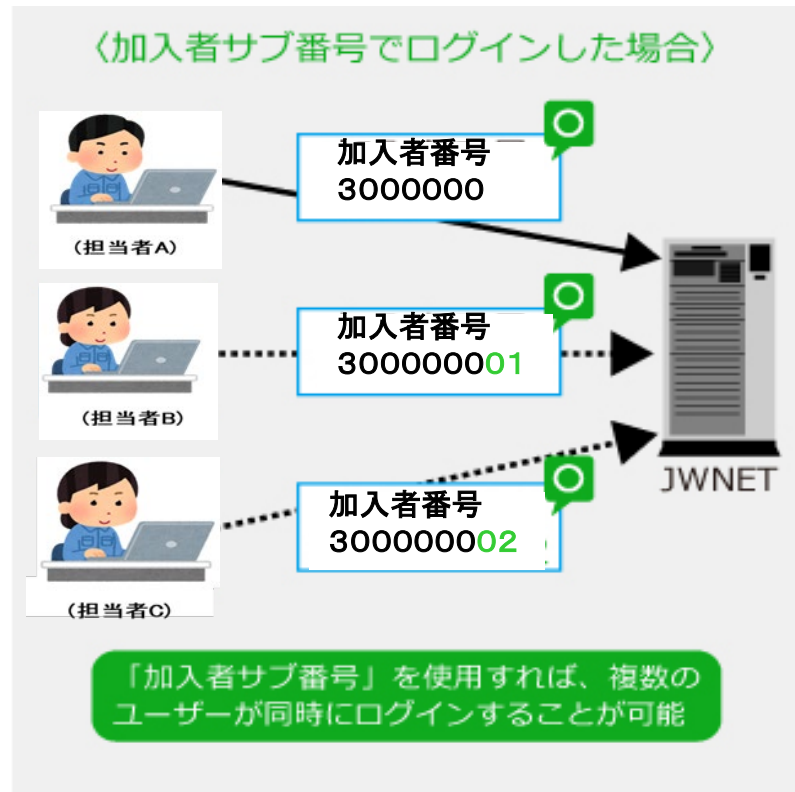 〈加入者サブ番号でログインした場合〉
加入者番号
3000000
(担当者A)
加入者番号
300000001
(担当者B)
JWNET
加入者番号
300000002
(担当者C)
「加入者サブ番号」を使用すれば、複数の
ユーザーが同時にログインすることが可能